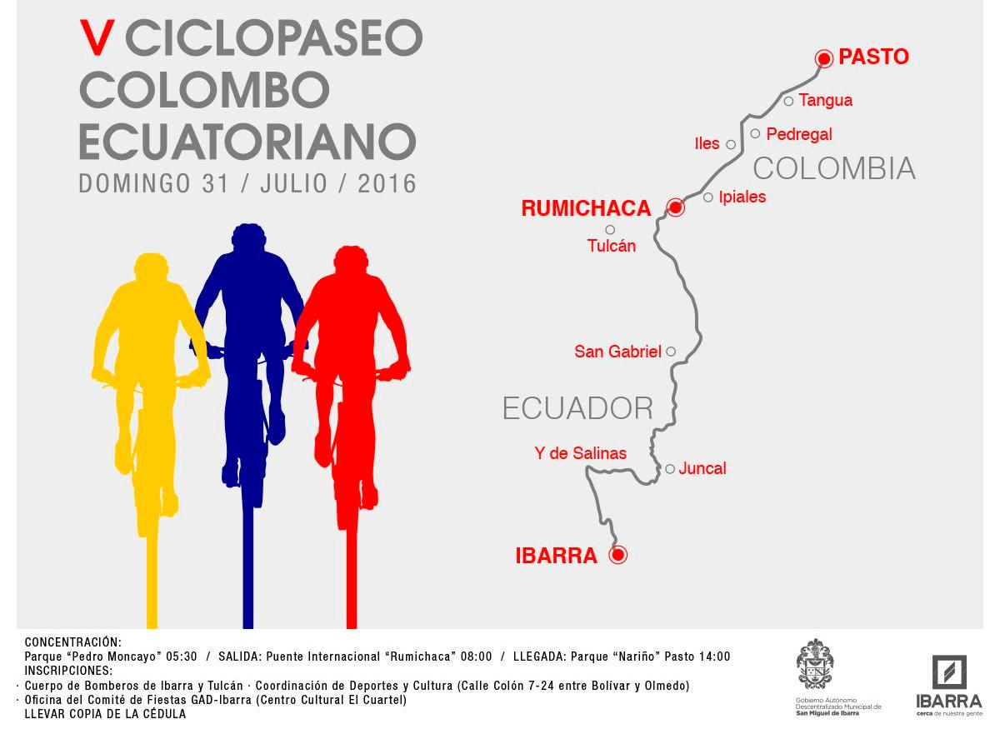 V CICLOPASEO
COLOMBO
ECUATORIANO
DOMINGO 31 / JULIO / 2016
PASTO
Tangua
Pedregal
Iles
COLOMBIA
Ipiales
RUMICHACA
Tulcán
San Gabriel
ECUADOR
Y de Salinas
Juncal
IBARRA
CONCENTRACIÓN:
Parque “Pedro Moncayo” 05:30 / SALIDA: Puente Internacional “Rumichaca” 08:00 / LLEGADA: Parque “Nariño” Pasto 14:00
INSCRIPCIONES:
· Cuerpo de Bomberos de Ibarra y Tulcán · Coordinación de Deportes y Cultura (Calle Colón 7-24 entre Bolívar y Olmedo)
· Oficina del Comité de Fiestas GAD-Ibarra (Centro Cultural El Cuartel)
LLEVAR COPIA DE LA CÉDULA
Gobierno Autónomo
Descentralizado Municipal de
San Miguel de Ibarra
IBARRA
cerca de nuestra gente